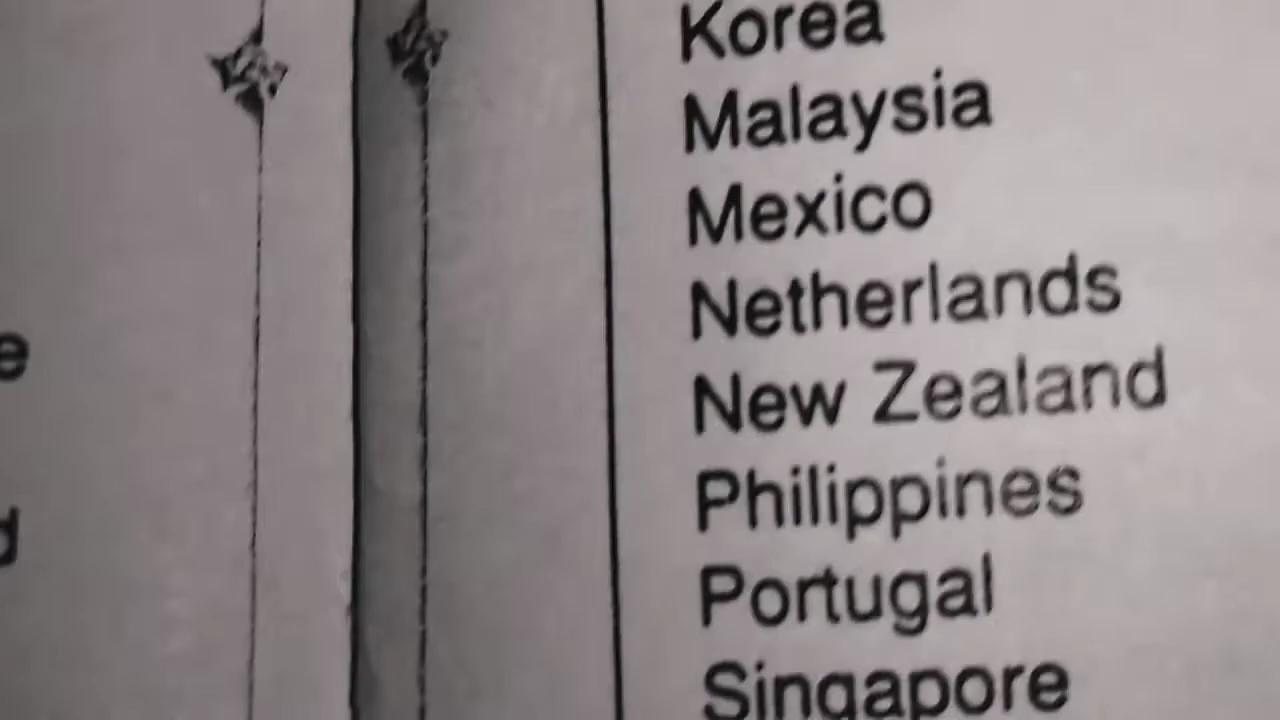 Korea
Malaysia
Mexico
Netherlands
New Zealand
Philippines
Portugal
Singapore
e
d